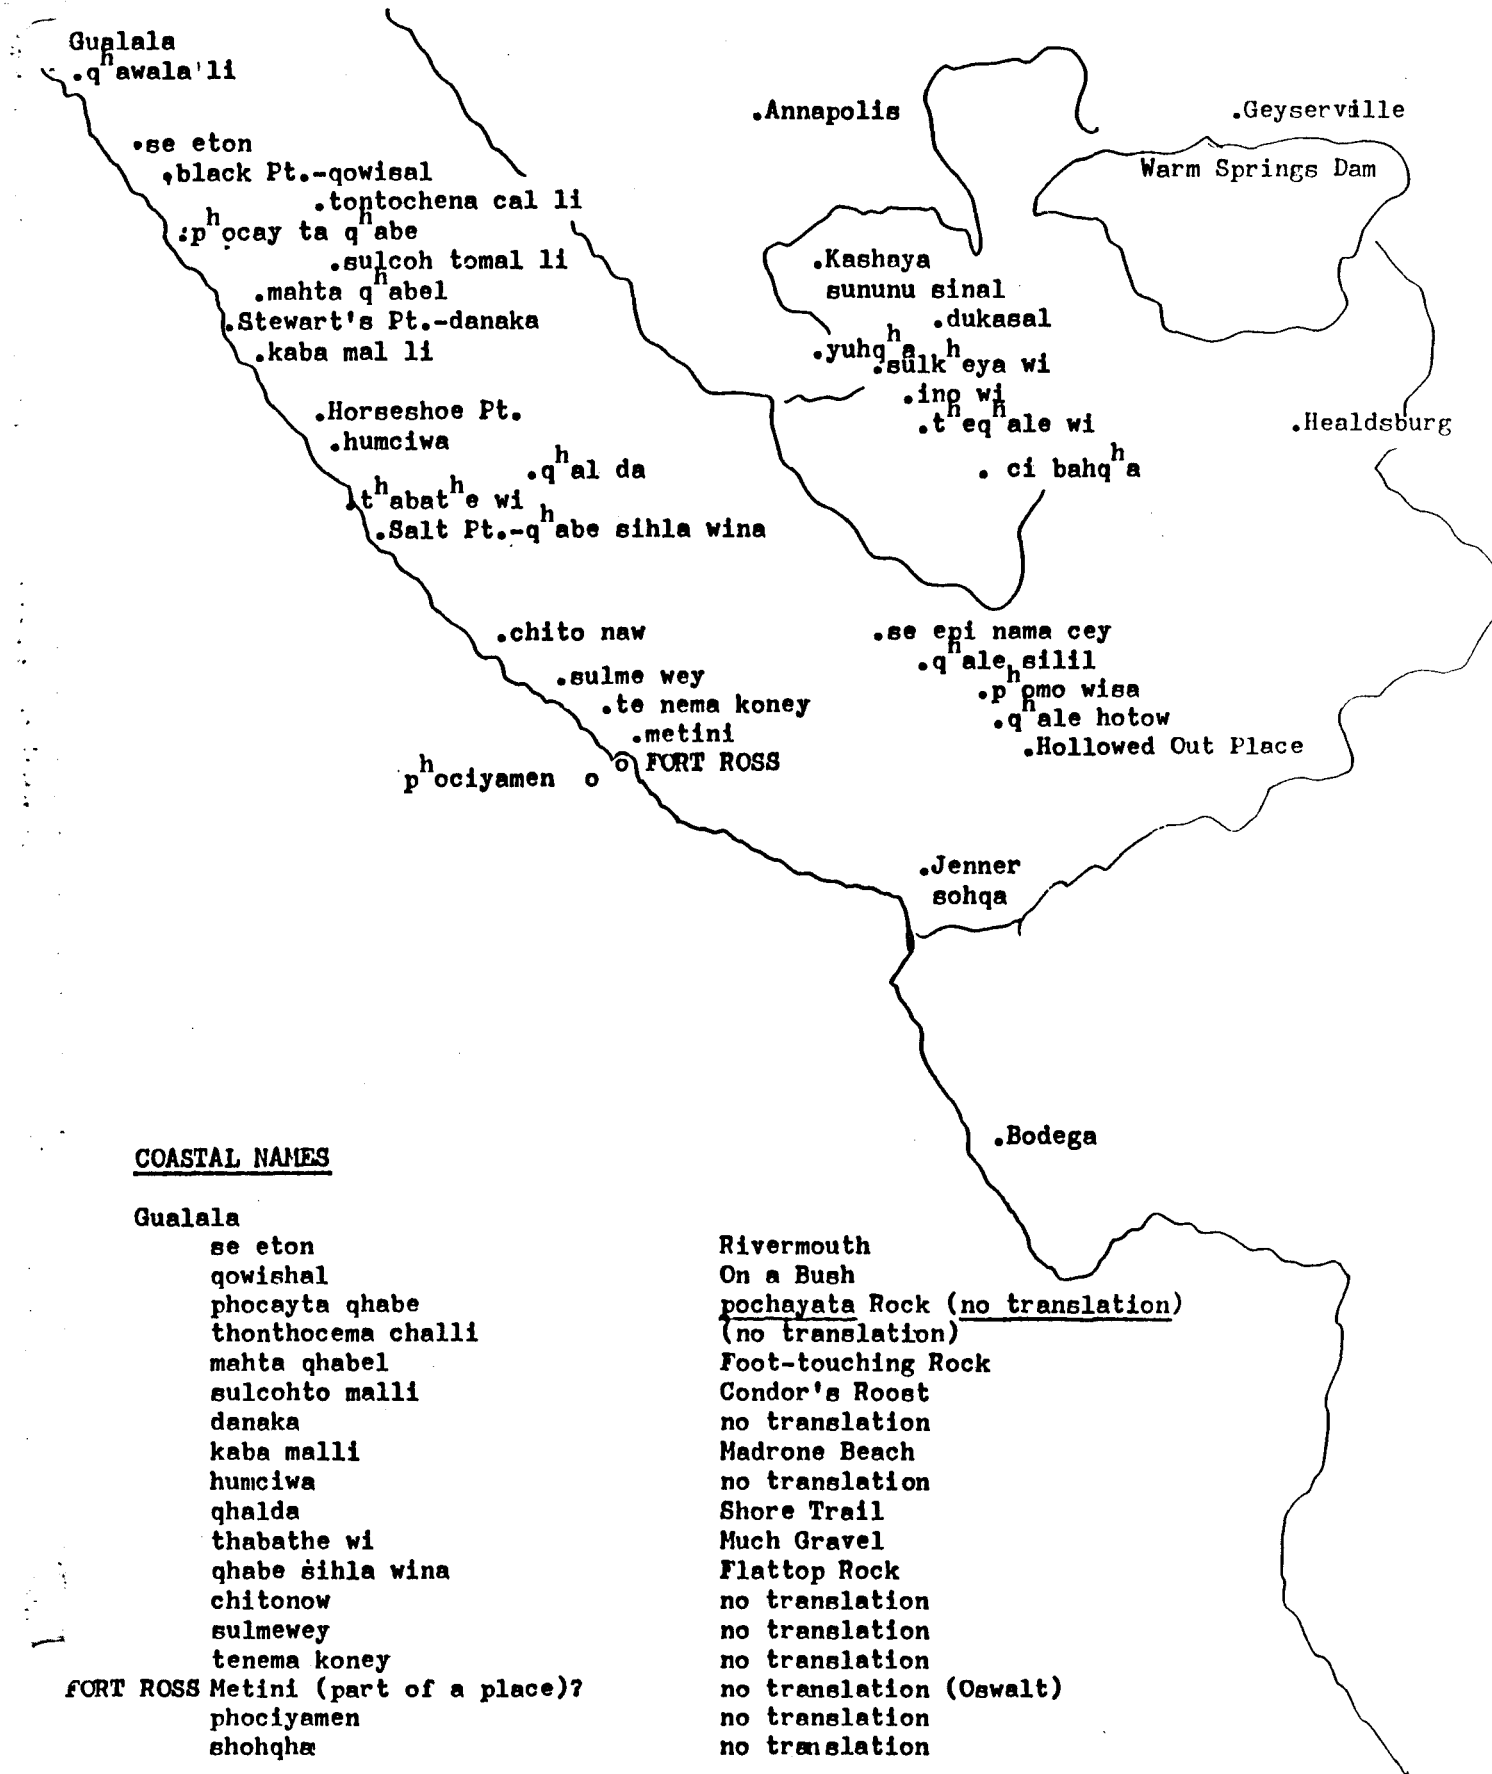 Gualala
.qʰawala'li
.Annapolis
.Geyserville
.se eton
.black Pt.-qowisal
Warm Springs Dam
.tontochena cal li
.pʰocay ta qʰabe
.sulcoh tomal li
.Kashaya
sununu sinal
.mahta qʰabel
.Stewart's Pt.-danaka
.dukasal
.kaba mal li
.yuhqʰa
.sulkʰeya wi
.ino wi
.Horseshoe Pt.
.tʰeqʰale wi
.Healdsburg
.humciwa
.qʰal da
. ci bahqʰa
.tʰabatʰe wi
.Salt Pt.-qʰabe sihla wina
.chito naw
.se epi nama cey
.qʰale silil
.sulme wey
.pʰomo wisa
.te nema koney
.qʰale hotow
.metini
.Hollowed Out Place
o FORT ROSS
pʰociyamen o
.Jenner
sohqa
.Bodega
COASTAL NAMES
Gualala
se eton Rivermouth
qowishal On a Bush
phocayta qhabe pochayata Rock (no translation)
thonthocema challi (no translation)
mahta qhabel Foot-touching Rock
sulcohto malli Condor's Roost
danaka no translation
kaba malli Madrone Beach
humciwa no translation
qhalda Shore Trail
thabathe wi Much Gravel
qhabe sihla wina Flattop Rock
chitonow no translation
sulmewey no translation
tenema koney no translation
FORT ROSS Metini (part of a place)? no translation (Oswalt)
phociyamen no translation
shohqha no translation